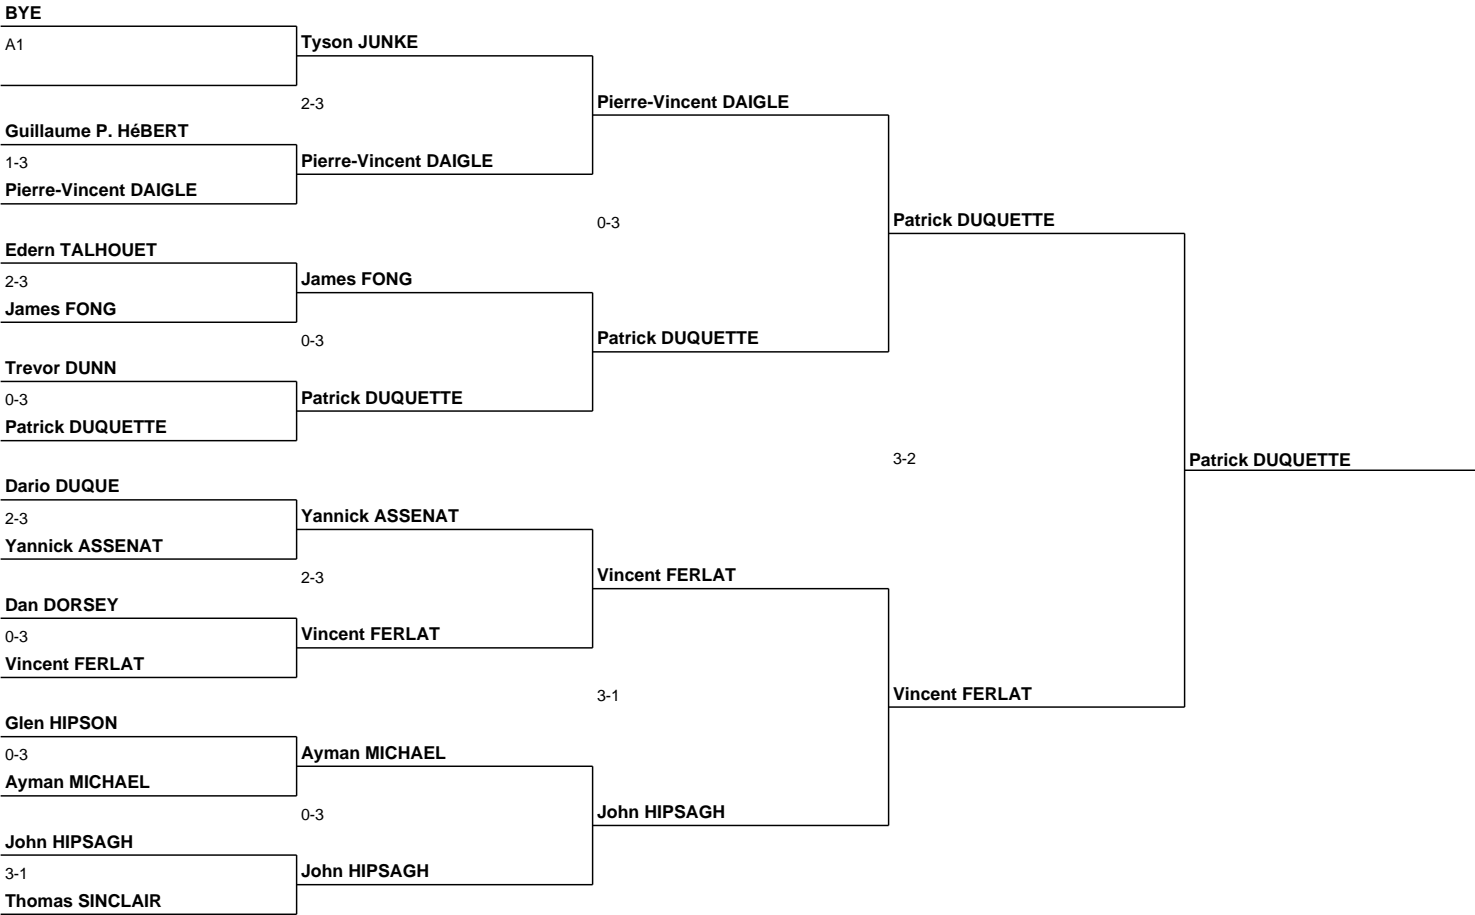 BYE
A1
Tyson JUNKE
2-3
Pierre-Vincent DAIGLE
Guillaume P. HéBERT
1-3
Pierre-Vincent DAIGLE
Pierre-Vincent DAIGLE
0-3
Patrick DUQUETTE
Edern TALHOUET
2-3
James FONG
James FONG
0-3
Patrick DUQUETTE
Trevor DUNN
0-3
Patrick DUQUETTE
Patrick DUQUETTE
3-2
Patrick DUQUETTE
Dario DUQUE
2-3
Yannick ASSENAT
Yannick ASSENAT
2-3
Vincent FERLAT
Dan DORSEY
0-3
Vincent FERLAT
Vincent FERLAT
3-1
Vincent FERLAT
Glen HIPSON
0-3
Ayman MICHAEL
Ayman MICHAEL
0-3
John HIPSAGH
John HIPSAGH
3-1
John HIPSAGH
Thomas SINCLAIR